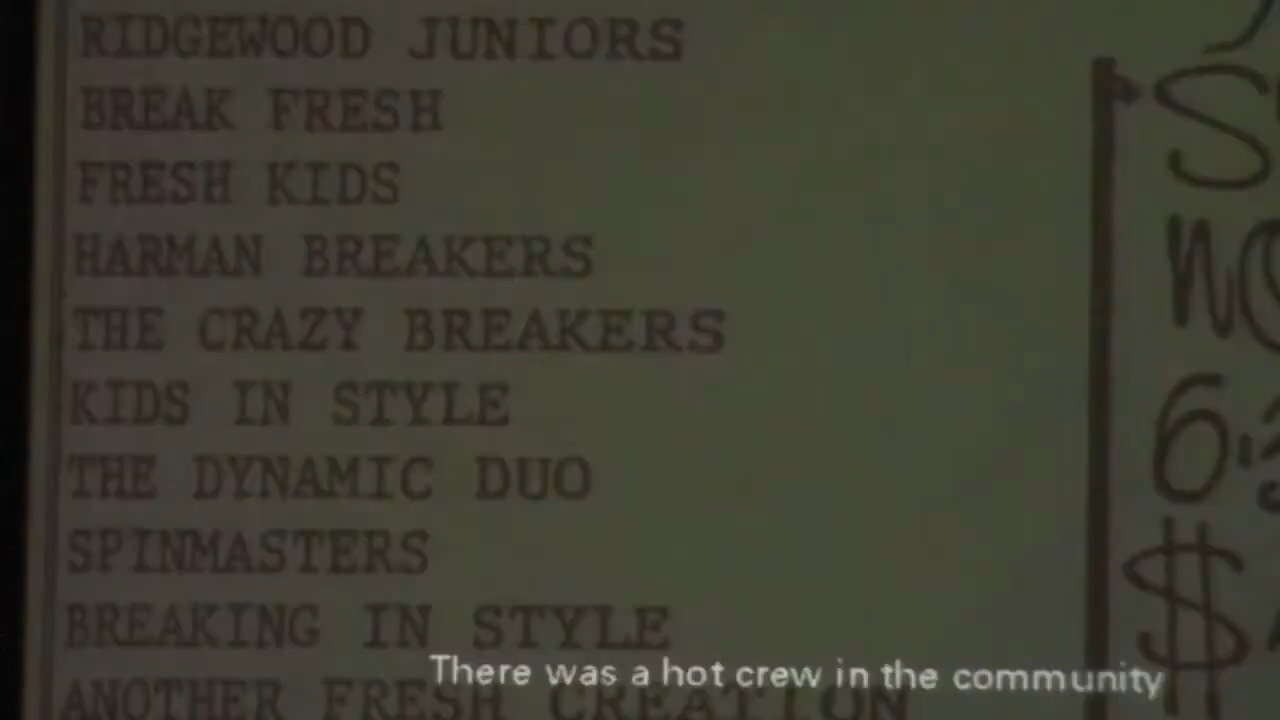 RIDGEWOOD JUNIORS
BREAK FRESH
FRESH KIDS
HARMAN BREAKERS
THE CRAZY BREAKERS
KIDS IN STYLE
THE DYNAMIC DUO
SPINMASTERS
BREAKING IN STYLE
ANOTHER FRESH CREATION
There was a hot crew in the community